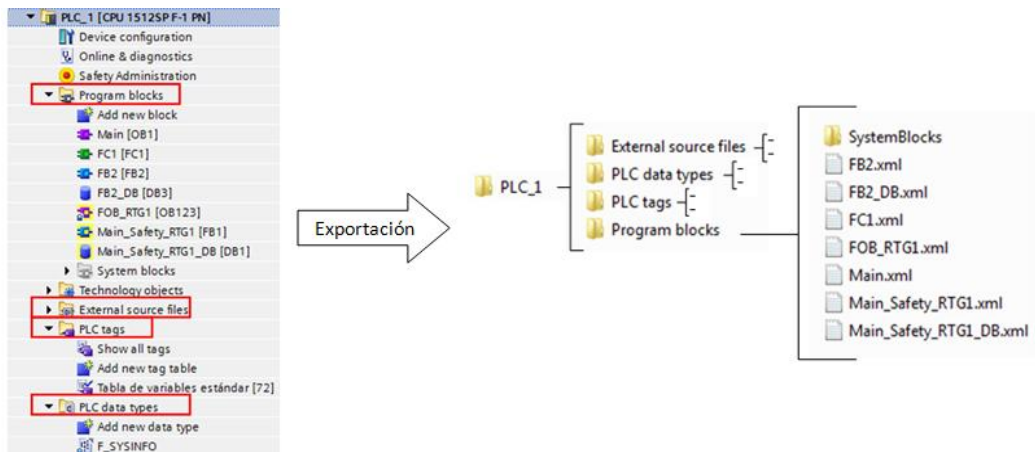 PLC_1 [CPU 1512SP F-1 PN]
Device configuration
Online & diagnostics
Safety Administration
Program blocks
Add new block
Main [OB1]
FC1 [FC1]
FB2 [FB2]
FB2_DB [DB3]
FOB_RTG1 [OB123]
Main_Safety_RTG1 [FB1]
Main_Safety_RTG1_DB [DB1]
System blocks
Technology objects
External source files
PLC tags
Show all tags
Add new tag table
Tabla de variables estándar [72]
PLC data types
Add new data type
F_SYSINFO
Exportación
PLC_1
External source files
PLC data types
PLC tags
Program blocks
SystemBlocks
FB2.xml
FB2_DB.xml
FC1.xml
FOB_RTG1.xml
Main.xml
Main_Safety_RTG1.xml
Main_Safety_RTG1_DB.xml